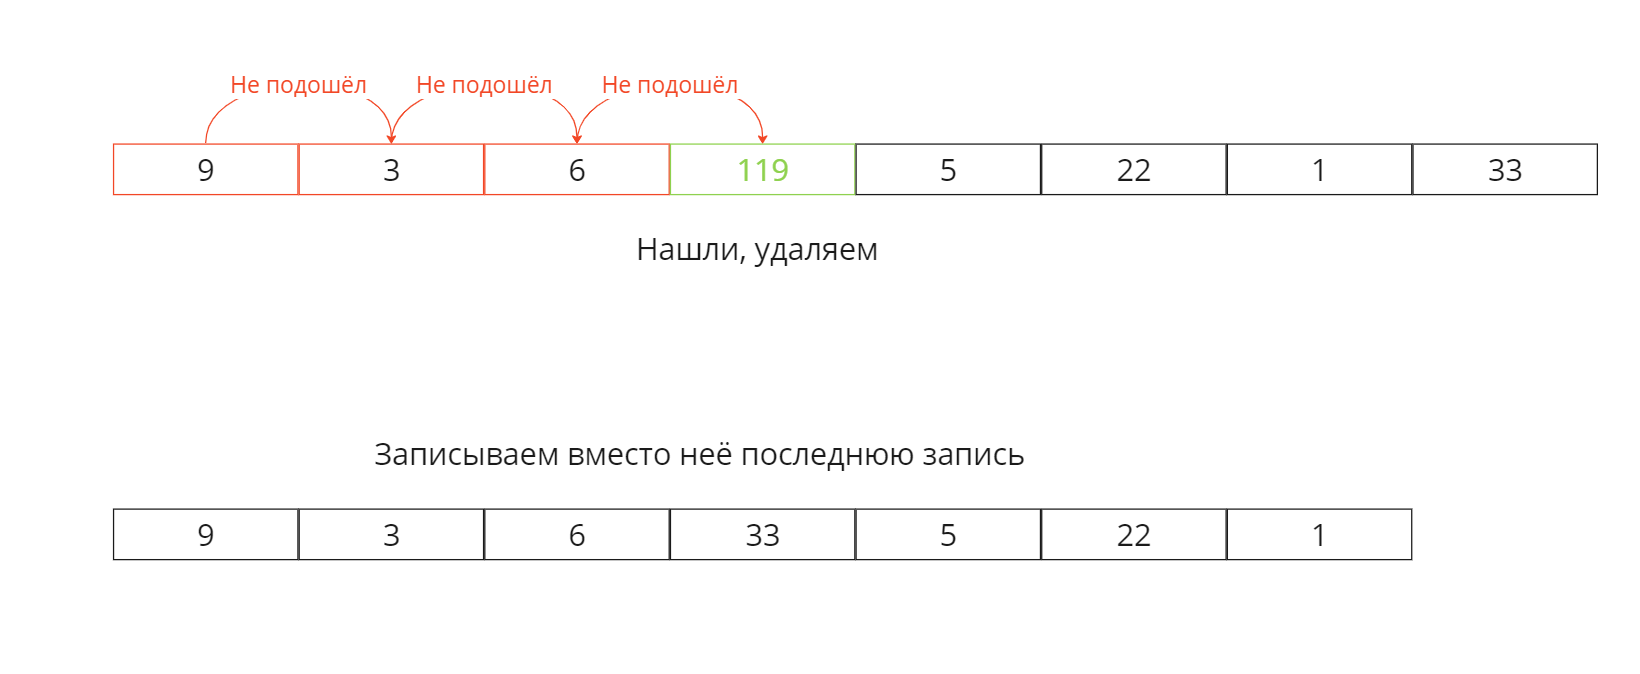 Не подошёл Не подошёл Не подошёл
9 3 6 119 5 22 1 33
Нашли, удаляем
Записываем вместо неё последнюю запись
9 3 6 33 5 22 1